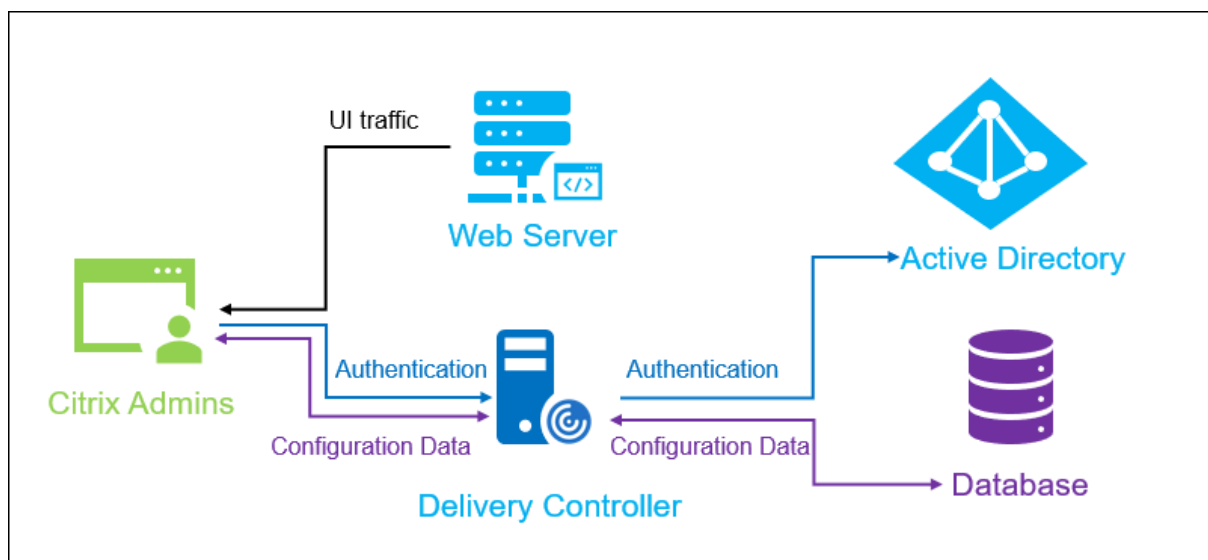 UI traffic
</>
Web Server
Active Directory
Authentication
Authentication
Citrix Admins
Configuration Data
Configuration Data
Database
Delivery Controller